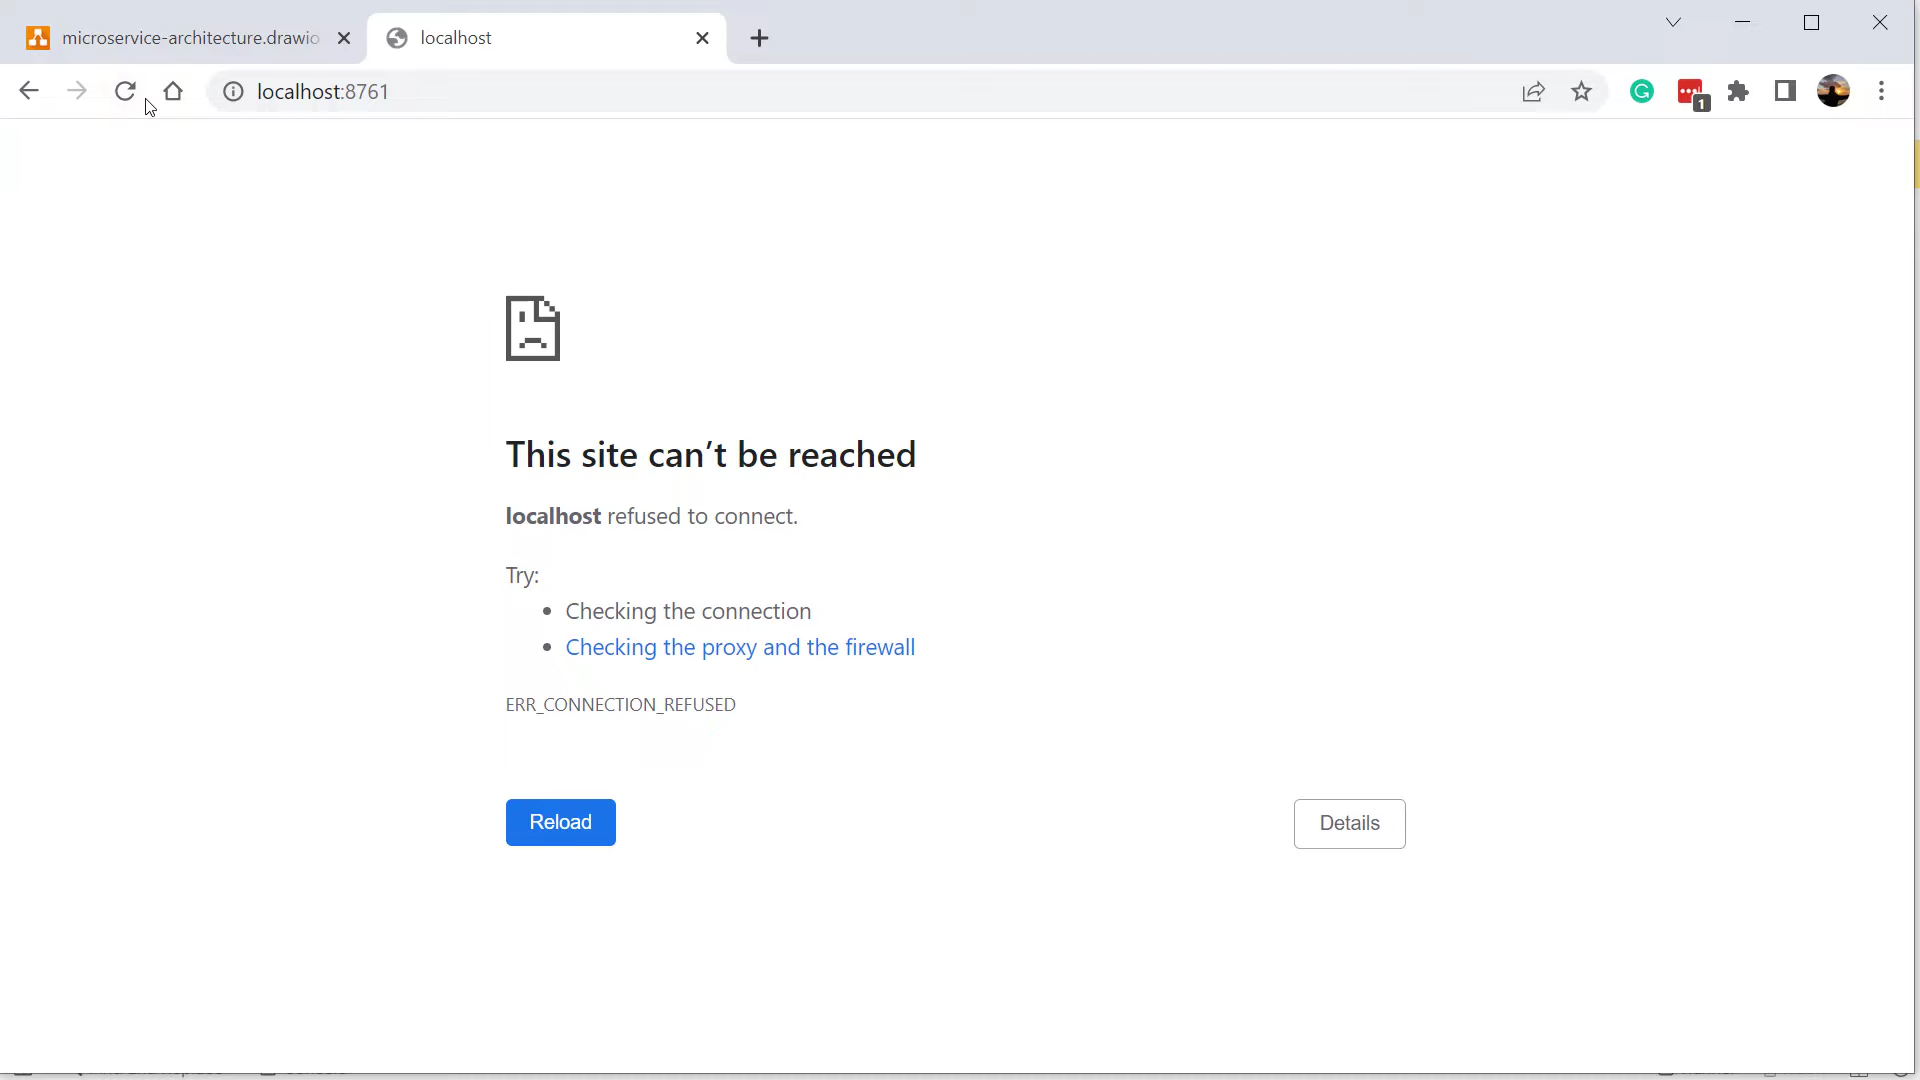 microservice-architecture.drawio
localhost
localhost:8761
1
This site can’t be reached
localhost refused to connect.
Try:
Checking the connection
Checking the proxy and the firewall
ERR_CONNECTION_REFUSED
Reload
Details